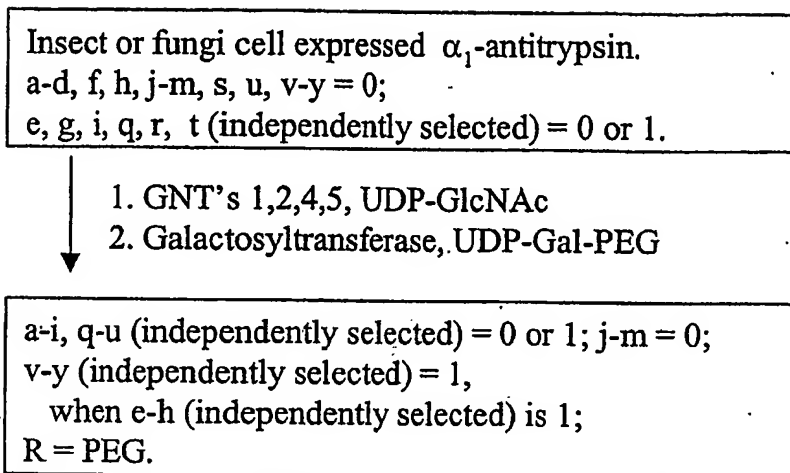 Insect or fungi cell expressed α₁-antitrypsin.
a-d, f, h, j-m, s, u, v-y = 0;
e, g, i, q, r, t (independently selected) = 0 or 1.
1. GNT's 1,2,4,5, UDP-GlcNAc
2. Galactosyltransferase, UDP-Gal-PEG
a-i, q-u (independently selected) = 0 or 1; j-m = 0;
v-y (independently selected) = 1,
when e-h (independently selected) is 1;
R = PEG.